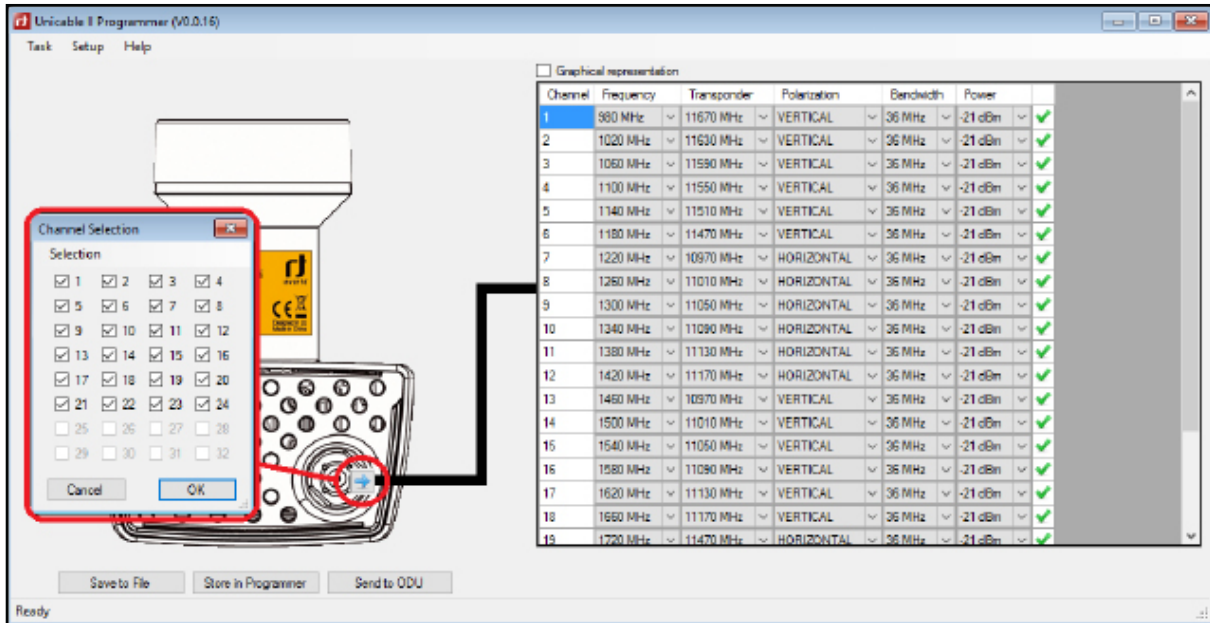 Unicable II Programmer (V0.0.16)
Task Setup Help
Graphical representation
Channel Frequency Transponder Polarization Bandwidth Power
1 980 MHz 11670 MHz VERTICAL 36 MHz -21 dBm
2 1020 MHz 11630 MHz VERTICAL 36 MHz -21 dBm
3 1060 MHz 11590 MHz VERTICAL 36 MHz -21 dBm
4 1100 MHz 11550 MHz VERTICAL 36 MHz -21 dBm
5 1140 MHz 11510 MHz VERTICAL 36 MHz -21 dBm
6 1180 MHz 11470 MHz VERTICAL 36 MHz -21 dBm
7 1220 MHz 10970 MHz HORIZONTAL 36 MHz -21 dBm
8 1260 MHz 11010 MHz HORIZONTAL 36 MHz -21 dBm
9 1300 MHz 11050 MHz HORIZONTAL 36 MHz -21 dBm
10 1340 MHz 11090 MHz HORIZONTAL 36 MHz -21 dBm
11 1380 MHz 11130 MHz HORIZONTAL 36 MHz -21 dBm
12 1420 MHz 11170 MHz HORIZONTAL 36 MHz -21 dBm
13 1460 MHz 10970 MHz VERTICAL 36 MHz -21 dBm
14 1500 MHz 11010 MHz VERTICAL 36 MHz -21 dBm
15 1540 MHz 11050 MHz VERTICAL 36 MHz -21 dBm
16 1580 MHz 11090 MHz VERTICAL 36 MHz -21 dBm
17 1620 MHz 11130 MHz VERTICAL 36 MHz -21 dBm
18 1660 MHz 11170 MHz VERTICAL 36 MHz -21 dBm
19 1720 MHz 11470 MHz HORIZONTAL 36 MHz -21 dBm
Channel Selection
Selection
1 2 3 4
5 6 7 8
9 10 11 12
13 14 15 16
17 18 19 20
21 22 23 24
25 26 27 28
29 30 31 32
Cancel OK
CE
Save to File Store in Programmer Send to ODU
Ready